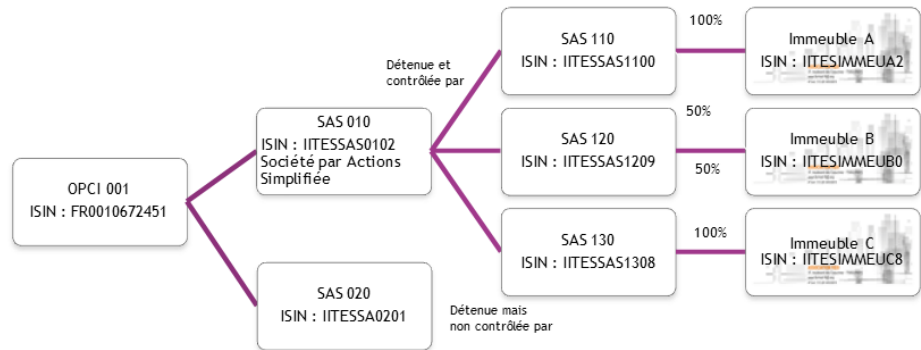 OPCI 001
ISIN : FR0010672451
SAS 010
ISIN : IITESSAS0102
Société par Actions
Simplifiée
SAS 020
ISIN : IITESSA0201
Détenue et
contrôlée par
Détenue mais
non contrôlée par
SAS 110
ISIN : IITESSAS1100
100%
Immeuble A
ISIN : IITESIMMEUA2
SAS 120
ISIN : IITESSAS1209
50%
50%
Immeuble B
ISIN : IITESIMMEUB0
SAS 130
ISIN : IITESSAS1308
100%
Immeuble C
ISIN : IITESIMMEUC8